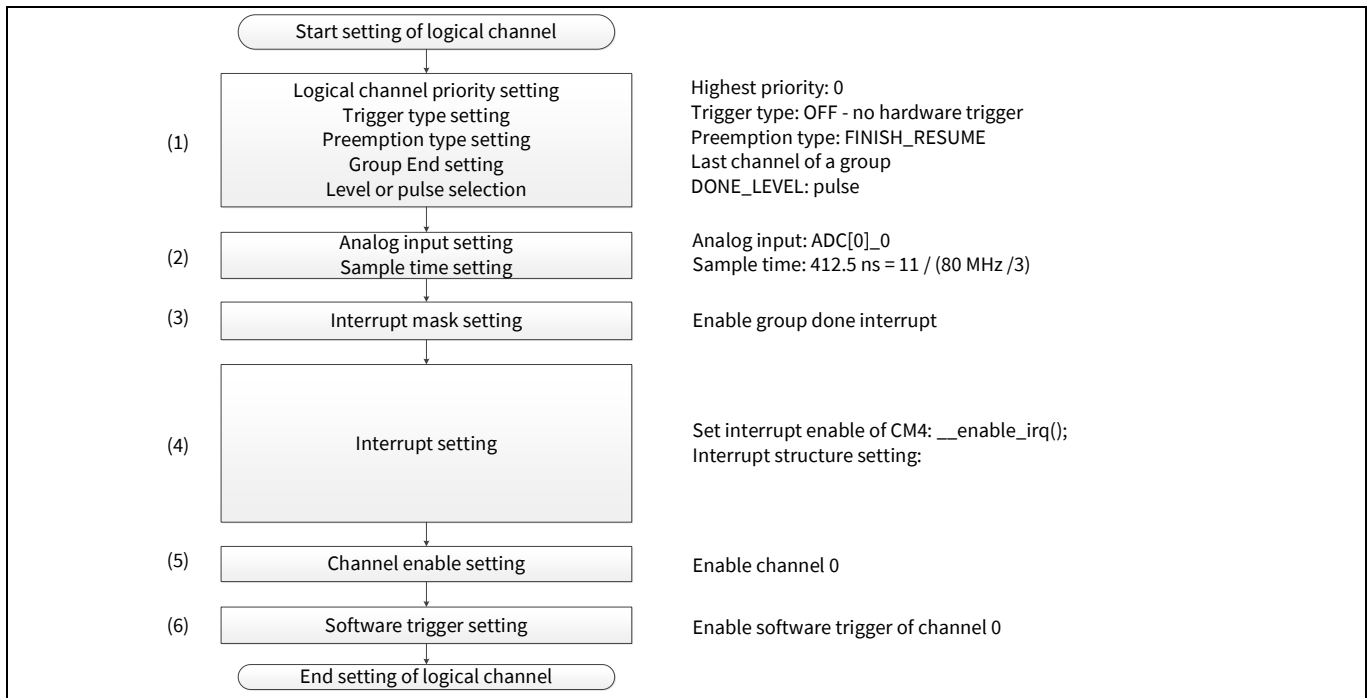 Start setting of logical channel
(1)
Logical channel priority setting
Trigger type setting
Preemption type setting
Group End setting
Level or pulse selection
Highest priority: 0
Trigger type: OFF - no hardware trigger
Preemption type: FINISH_RESUME
Last channel of a group
DONE_LEVEL: pulse
(2)
Analog input setting
Sample time setting
Analog input: ADC[0]_0
Sample time: 412.5 ns = 11 / (80 MHz /3)
(3)
Interrupt mask setting
Enable group done interrupt
(4)
Interrupt setting
Set interrupt enable of CM4: __enable_irq();
Interrupt structure setting:
(5)
Channel enable setting
Enable channel 0
(6)
Software trigger setting
Enable software trigger of channel 0
End setting of logical channel